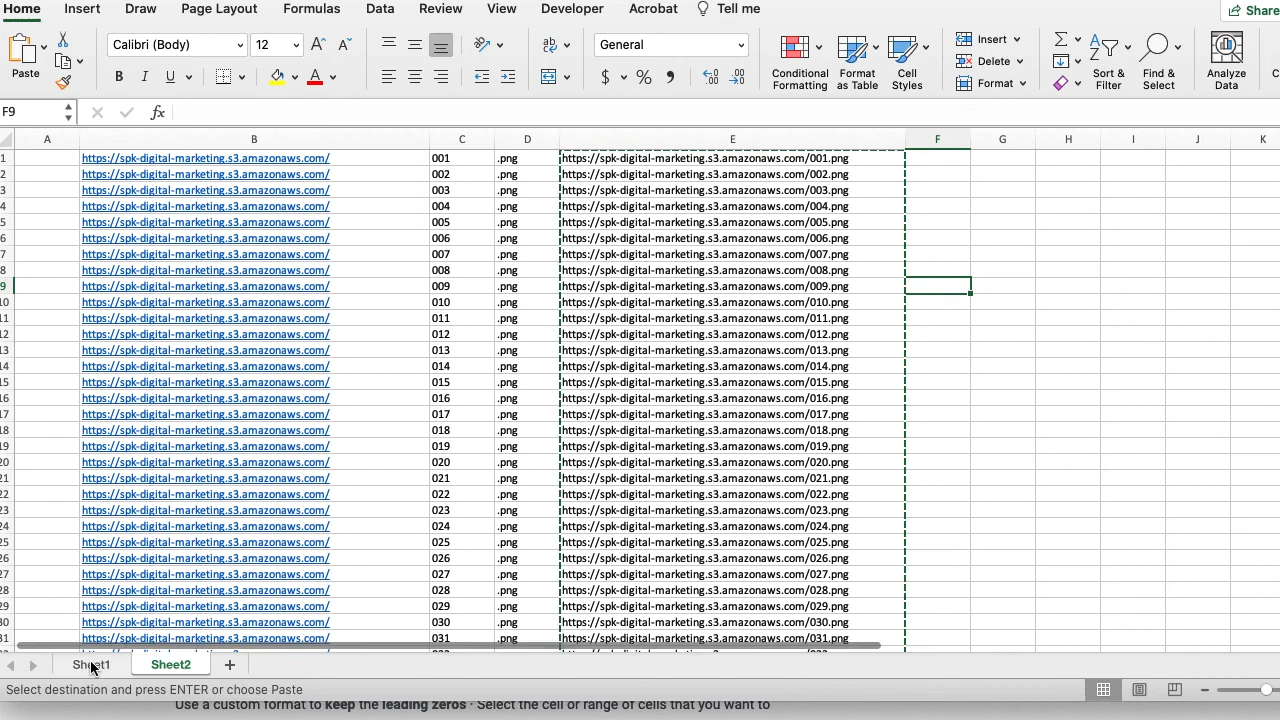 Home Insert Draw Page Layout Formulas Data Review View Developer Acrobat Tell me Share
Calibri (Body) 12 A A ab General Insert Σ
Paste B I U A $ % Conditional Formatting Format as Table Cell Styles Delete Format Sort & Filter Find & Select Analyze Data
F9 fx
A B C D E F G H I J K
1 https://spk-digital-marketing.s3.amazonaws.com/ 001 .png https://spk-digital-marketing.s3.amazonaws.com/001.png
2 https://spk-digital-marketing.s3.amazonaws.com/ 002 .png https://spk-digital-marketing.s3.amazonaws.com/002.png
3 https://spk-digital-marketing.s3.amazonaws.com/ 003 .png https://spk-digital-marketing.s3.amazonaws.com/003.png
4 https://spk-digital-marketing.s3.amazonaws.com/ 004 .png https://spk-digital-marketing.s3.amazonaws.com/004.png
5 https://spk-digital-marketing.s3.amazonaws.com/ 005 .png https://spk-digital-marketing.s3.amazonaws.com/005.png
6 https://spk-digital-marketing.s3.amazonaws.com/ 006 .png https://spk-digital-marketing.s3.amazonaws.com/006.png
7 https://spk-digital-marketing.s3.amazonaws.com/ 007 .png https://spk-digital-marketing.s3.amazonaws.com/007.png
8 https://spk-digital-marketing.s3.amazonaws.com/ 008 .png https://spk-digital-marketing.s3.amazonaws.com/008.png
9 https://spk-digital-marketing.s3.amazonaws.com/ 009 .png https://spk-digital-marketing.s3.amazonaws.com/009.png
10 https://spk-digital-marketing.s3.amazonaws.com/ 010 .png https://spk-digital-marketing.s3.amazonaws.com/010.png
11 https://spk-digital-marketing.s3.amazonaws.com/ 011 .png https://spk-digital-marketing.s3.amazonaws.com/011.png
12 https://spk-digital-marketing.s3.amazonaws.com/ 012 .png https://spk-digital-marketing.s3.amazonaws.com/012.png
13 https://spk-digital-marketing.s3.amazonaws.com/ 013 .png https://spk-digital-marketing.s3.amazonaws.com/013.png
14 https://spk-digital-marketing.s3.amazonaws.com/ 014 .png https://spk-digital-marketing.s3.amazonaws.com/014.png
15 https://spk-digital-marketing.s3.amazonaws.com/ 015 .png https://spk-digital-marketing.s3.amazonaws.com/015.png
16 https://spk-digital-marketing.s3.amazonaws.com/ 016 .png https://spk-digital-marketing.s3.amazonaws.com/016.png
17 https://spk-digital-marketing.s3.amazonaws.com/ 017 .png https://spk-digital-marketing.s3.amazonaws.com/017.png
18 https://spk-digital-marketing.s3.amazonaws.com/ 018 .png https://spk-digital-marketing.s3.amazonaws.com/018.png
19 https://spk-digital-marketing.s3.amazonaws.com/ 019 .png https://spk-digital-marketing.s3.amazonaws.com/019.png
20 https://spk-digital-marketing.s3.amazonaws.com/ 020 .png https://spk-digital-marketing.s3.amazonaws.com/020.png
21 https://spk-digital-marketing.s3.amazonaws.com/ 021 .png https://spk-digital-marketing.s3.amazonaws.com/021.png
22 https://spk-digital-marketing.s3.amazonaws.com/ 022 .png https://spk-digital-marketing.s3.amazonaws.com/022.png
23 https://spk-digital-marketing.s3.amazonaws.com/ 023 .png https://spk-digital-marketing.s3.amazonaws.com/023.png
24 https://spk-digital-marketing.s3.amazonaws.com/ 024 .png https://spk-digital-marketing.s3.amazonaws.com/024.png
25 https://spk-digital-marketing.s3.amazonaws.com/ 025 .png https://spk-digital-marketing.s3.amazonaws.com/025.png
26 https://spk-digital-marketing.s3.amazonaws.com/ 026 .png https://spk-digital-marketing.s3.amazonaws.com/026.png
27 https://spk-digital-marketing.s3.amazonaws.com/ 027 .png https://spk-digital-marketing.s3.amazonaws.com/027.png
28 https://spk-digital-marketing.s3.amazonaws.com/ 028 .png https://spk-digital-marketing.s3.amazonaws.com/028.png
29 https://spk-digital-marketing.s3.amazonaws.com/ 029 .png https://spk-digital-marketing.s3.amazonaws.com/029.png
30 https://spk-digital-marketing.s3.amazonaws.com/ 030 .png https://spk-digital-marketing.s3.amazonaws.com/030.png
31 https://spk-digital-marketing.s3.amazonaws.com/ 031 .png https://spk-digital-marketing.s3.amazonaws.com/031.png
Sheet1 Sheet2 +
Select destination and press ENTER or choose Paste
Use a custom format to keep the leading zeros · Select the cell or range of cells that you want to